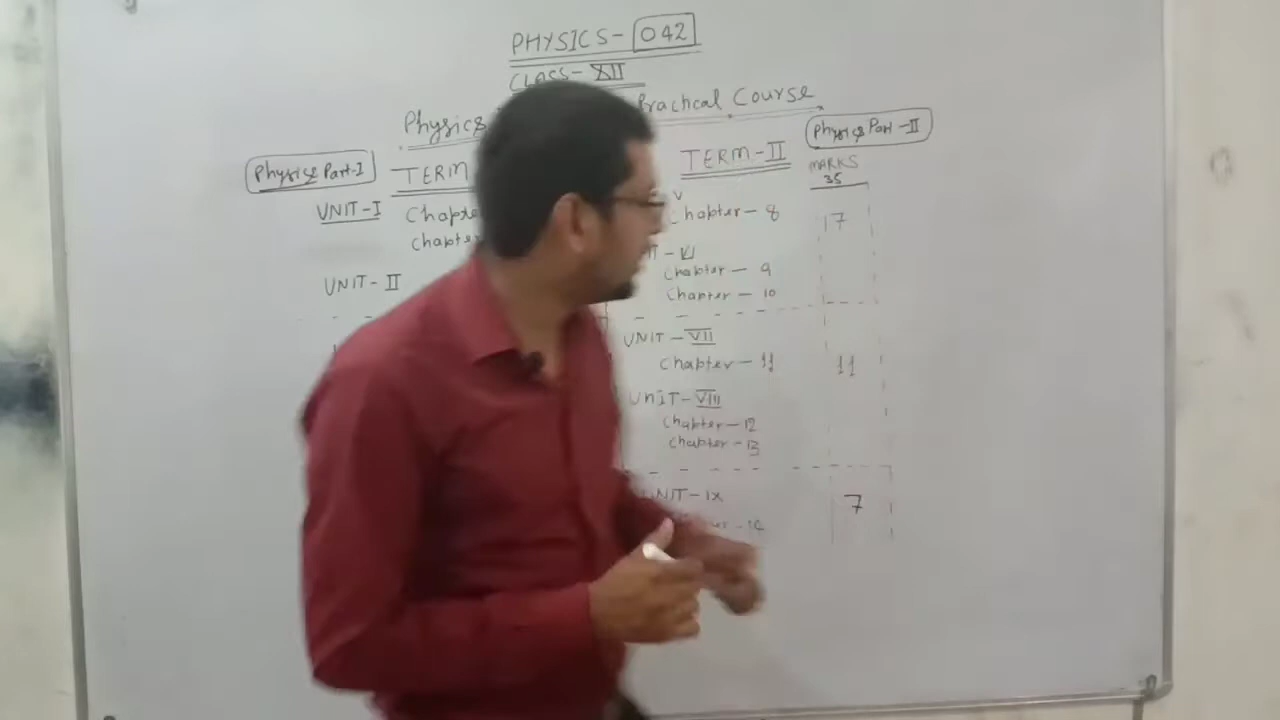 PHYSICS - 042
CLASS - XII
Physics Practical Course
Physics Part-I
TERM
UNIT-I Chapter
Chapter
UNIT-II
TERM-II
Physics Part-II
MARKS
35
V
Chapter - 8
17
Chapter - 9
Chapter - 10
UNIT - VII
Chapter - 11
11
UNIT - VIII
Chapter - 12
Chapter - 13
UNIT - IX
- 14
7